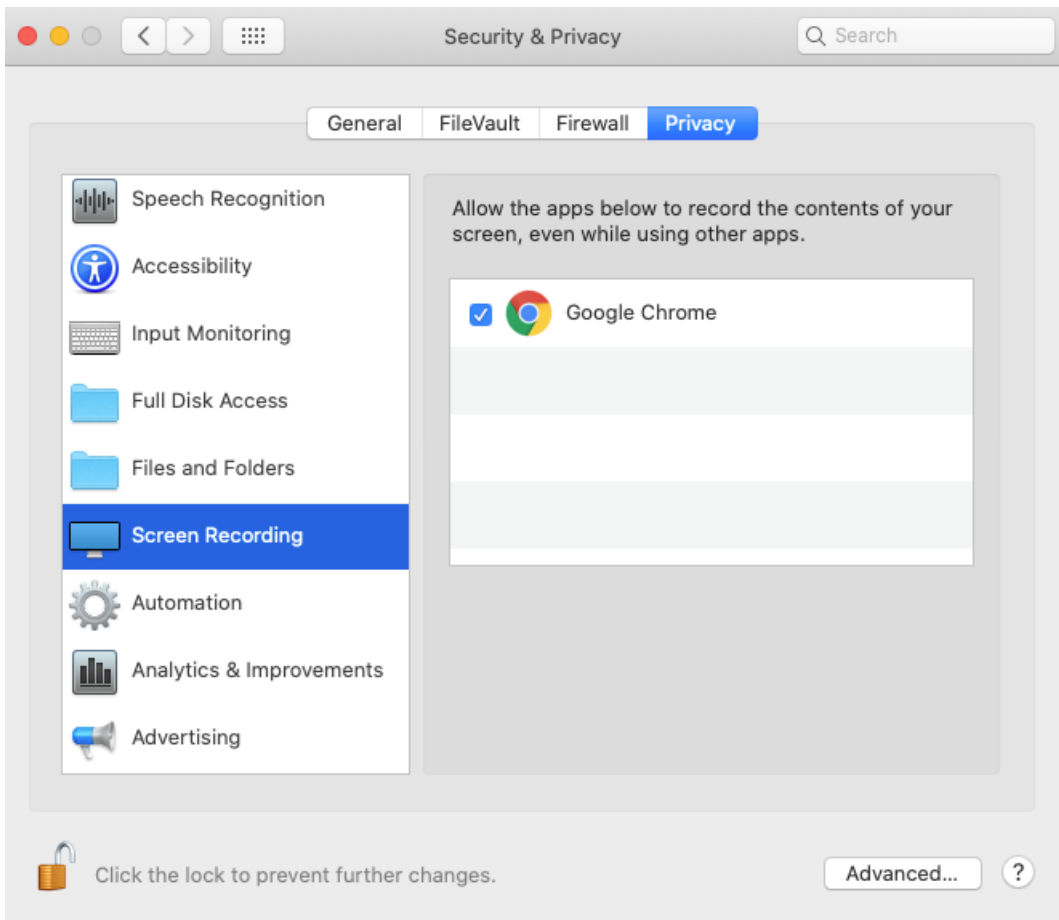 Security & Privacy
Search
General
FileVault
Firewall
Privacy
Speech Recognition
Accessibility
Input Monitoring
Full Disk Access
Files and Folders
Screen Recording
Automation
Analytics & Improvements
Advertising
Allow the apps below to record the contents of your
screen, even while using other apps.
Google Chrome
Click the lock to prevent further changes.
Advanced...
?